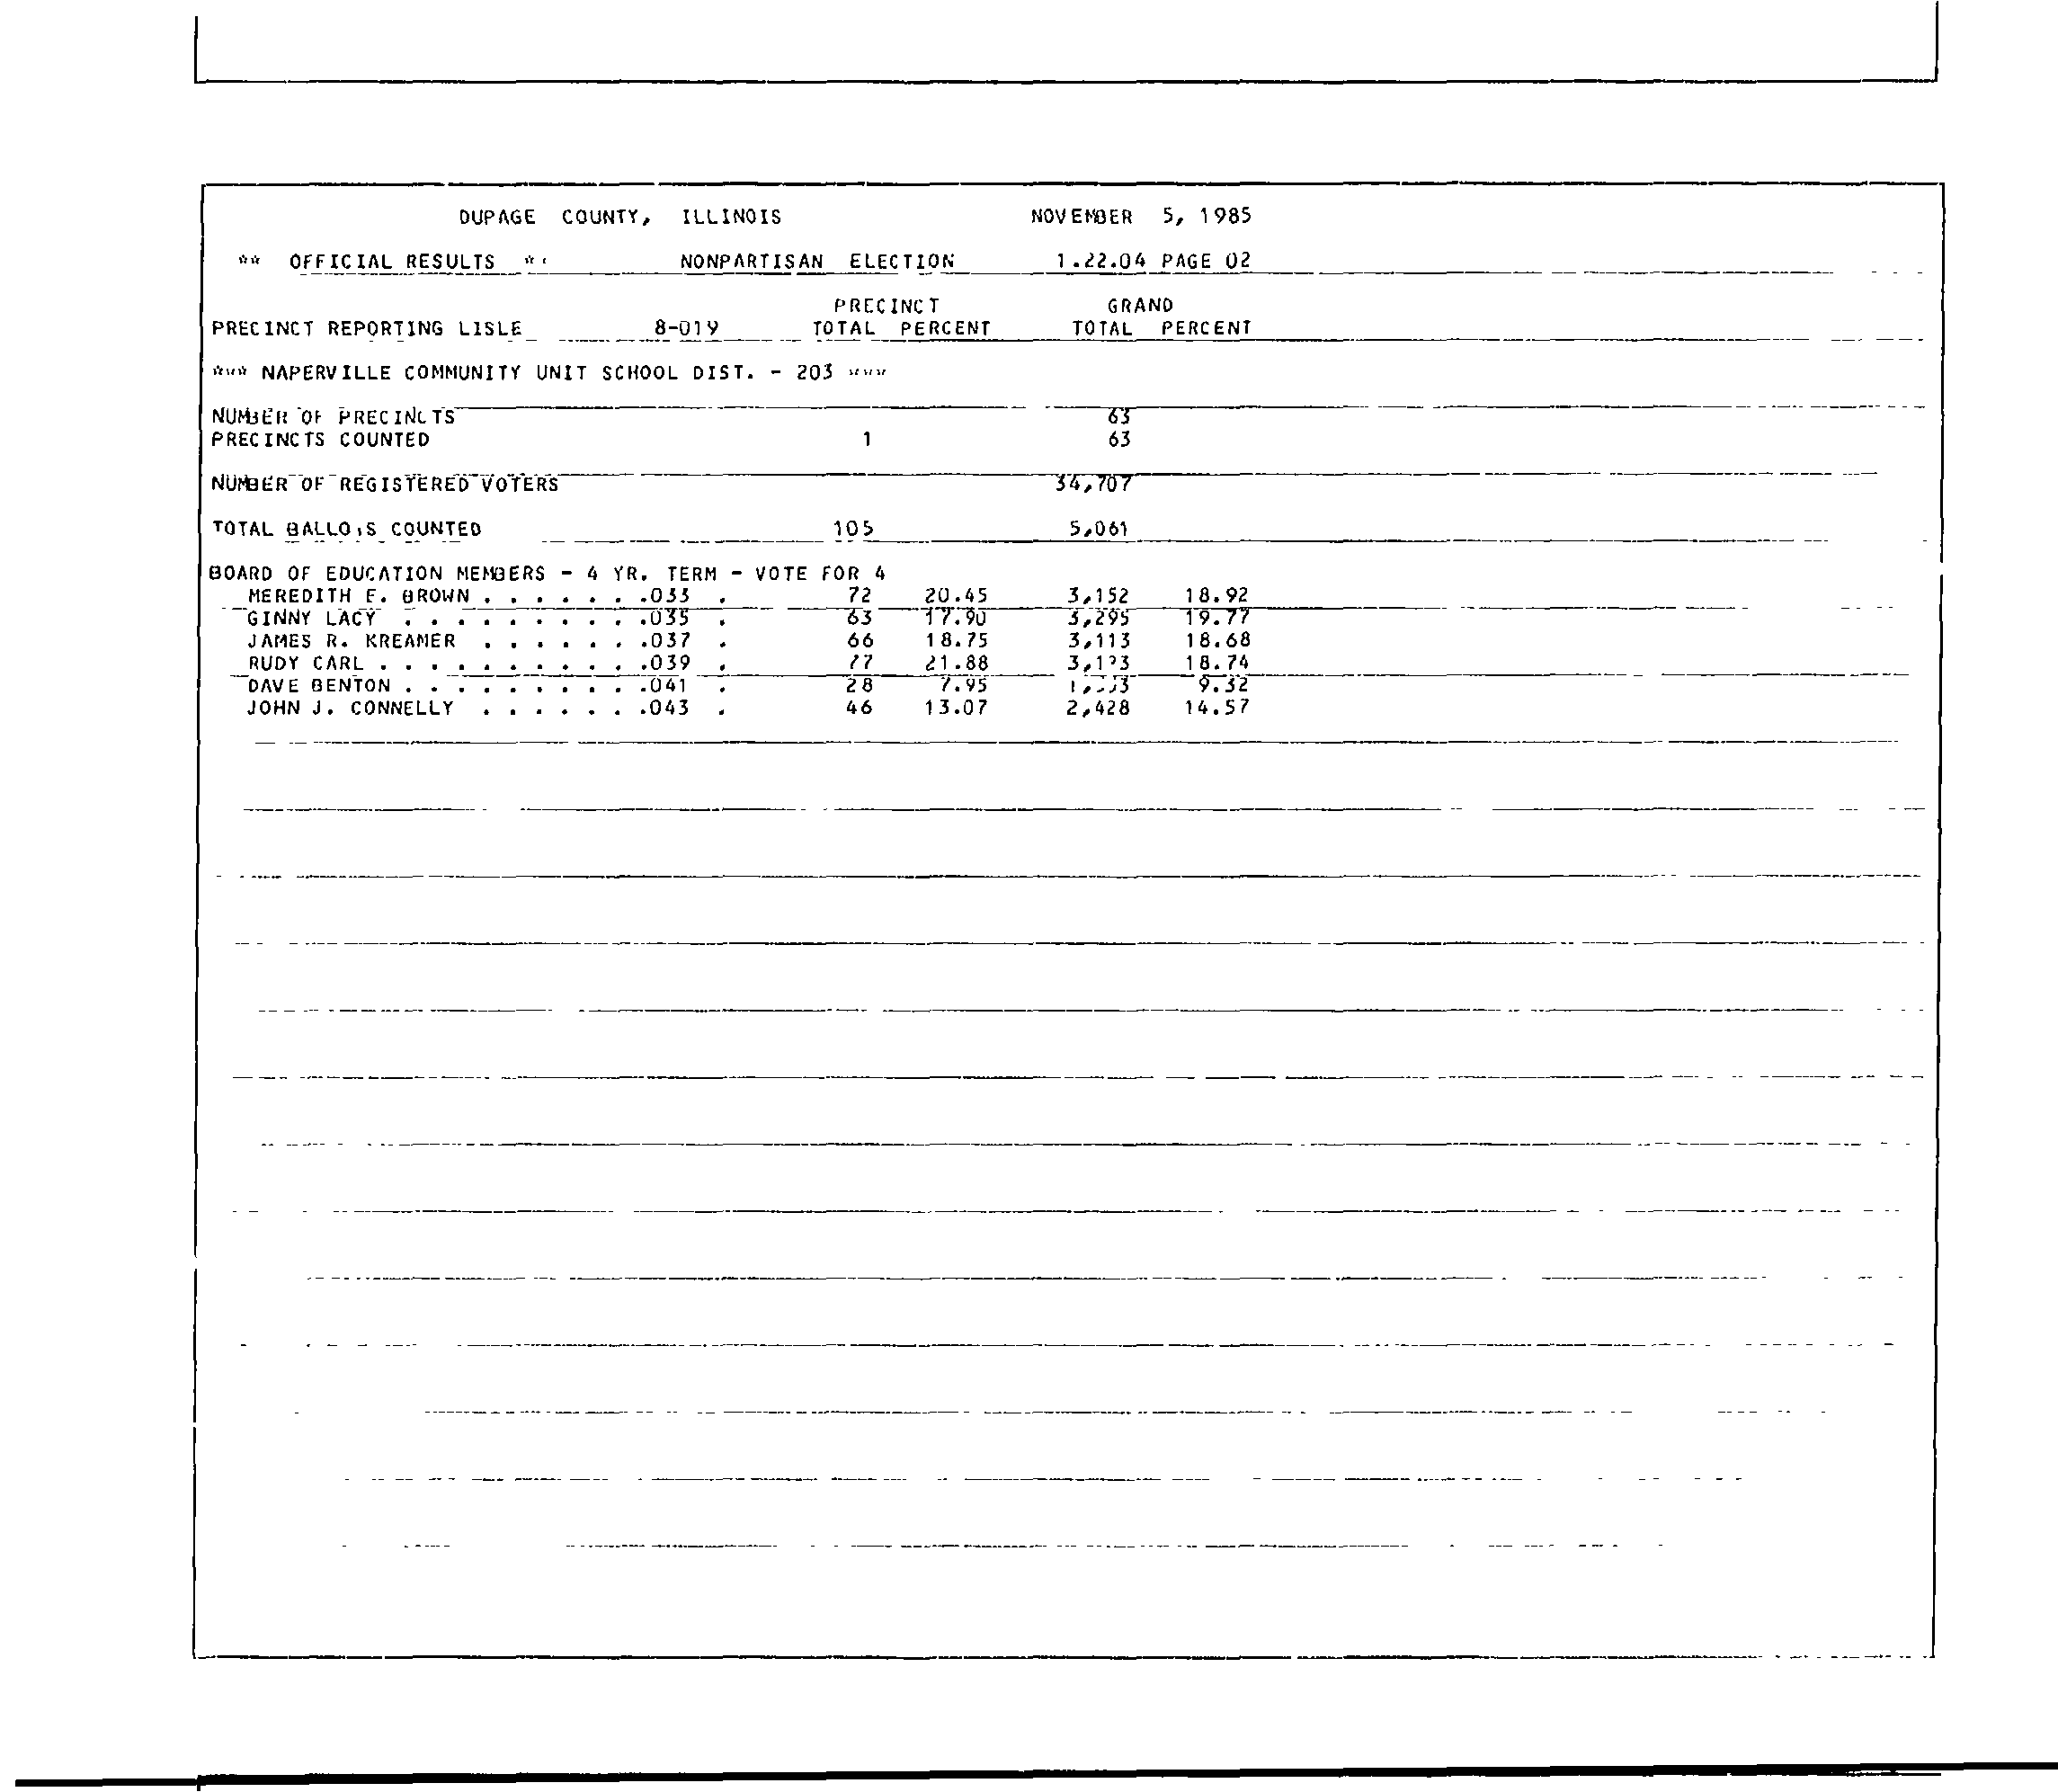 DUPAGE COUNTY, ILLINOIS NOVEMBER 5, 1985
** OFFICIAL RESULTS ** NONPARTISAN ELECTION 1.22.04 PAGE 02
PRECINCT GRAND
PRECINCT REPORTING LISLE 8-019 TOTAL PERCENT TOTAL PERCENT
*** NAPERVILLE COMMUNITY UNIT SCHOOL DIST. - 203 ***
NUMBER OF PRECINCTS 63
PRECINCTS COUNTED 1 63
NUMBER OF REGISTERED VOTERS 34,707
TOTAL BALLOTS COUNTED 105 5,061
BOARD OF EDUCATION MEMBERS - 4 YR. TERM - VOTE FOR 4
MEREDITH E. BROWN . . . . . . .033 . 72 20.45 3,152 18.92
GINNY LACY . . . . . . . . . .035 . 63 17.90 3,295 19.77
JAMES R. KREAMER . . . . . . .037 . 66 18.75 3,113 18.68
RUDY CARL . . . . . . . . . . .039 . 77 21.88 18.74
DAVE BENTON . . . . . . . . . .041 . 28 7.95 9.32
JOHN J. CONNELLY . . . . . . .043 . 46 13.07 2,428 14.57